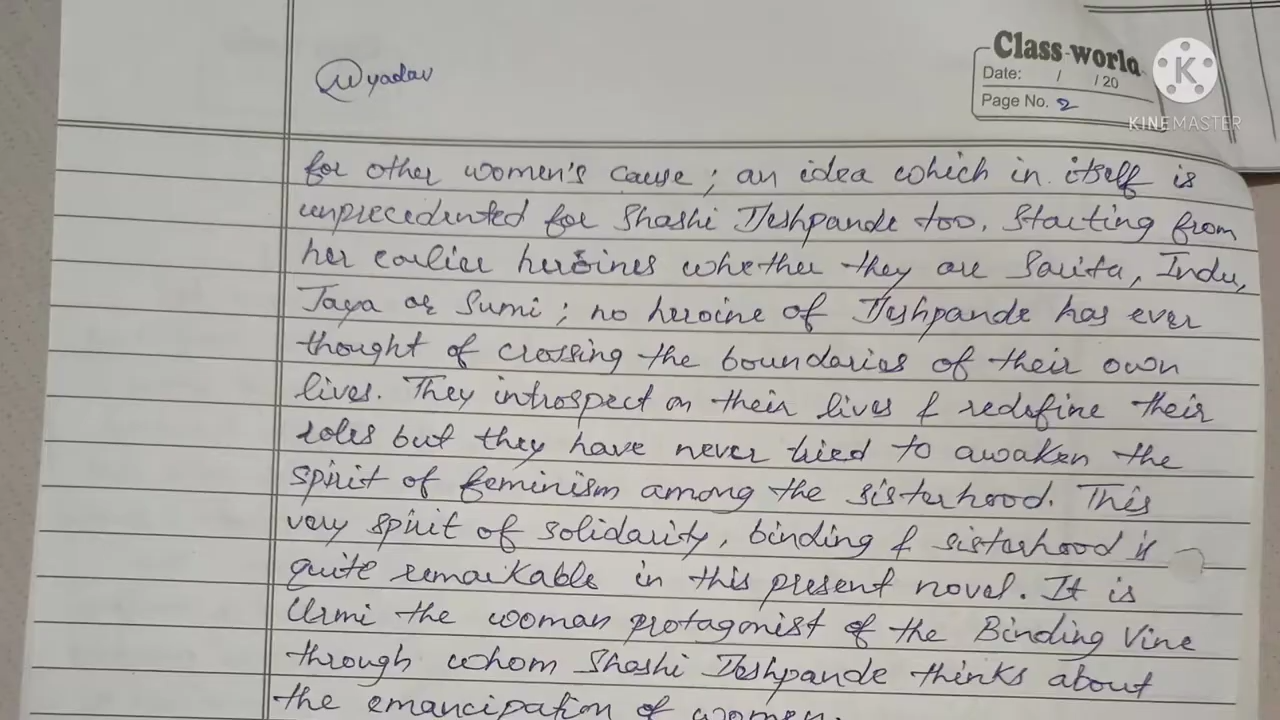 @yadav
Class-world
Date: / /20
Page No. 2
KINEMASTER
for other women's cause; an idea which in itself is
unprecedented for Shashi Deshpande too. Starting from
her earlier heroines whether they are Sarita, Indu,
Jaya or Sumi; no heroine of Deshpande has ever
thought of crossing the boundaries of their own
lives. They introspect on their lives & redefine their
roles but they have never tried to awaken the
spirit of feminism among the sisterhood. This
very spirit of solidarity, binding & sisterhood is
quite remarkable in this present novel. It is
Urmi the woman protagonist of the Binding Vine
through whom Shashi Deshpande thinks about
the emancipation of women.